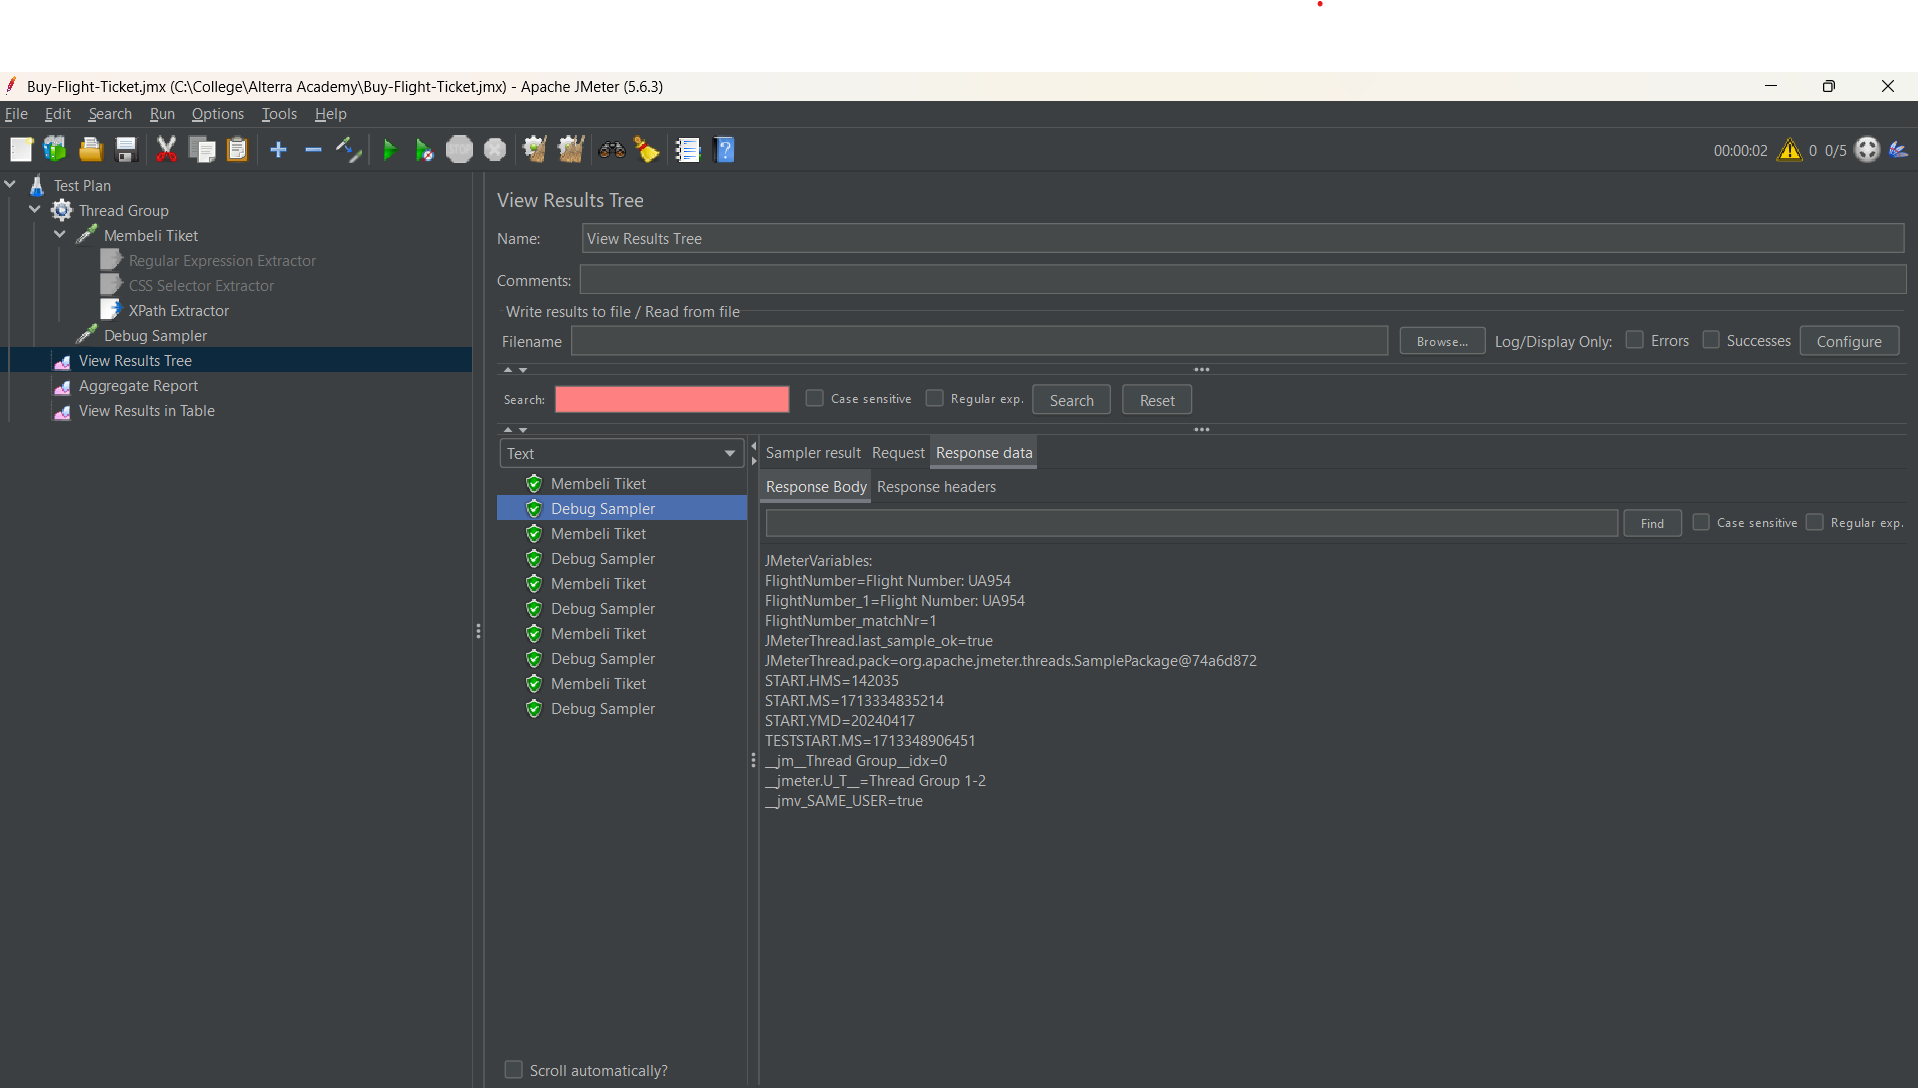 Buy-Flight-Ticket.jmx (C:\College\Alterra Academy\Buy-Flight-Ticket.jmx) - Apache JMeter (5.6.3)
File Edit Search Run Options Tools Help
STOP
00:00:02 0 0/5
Test Plan
Thread Group
Membeli Tiket
Regular Expression Extractor
CSS Selector Extractor
XPath Extractor
Debug Sampler
View Results Tree
Aggregate Report
View Results in Table
View Results Tree
Name: View Results Tree
Comments:
Write results to file / Read from file
Filename Browse... Log/Display Only: Errors Successes Configure
Search: Case sensitive Regular exp. Search Reset
Text
Membeli Tiket
Debug Sampler
Membeli Tiket
Debug Sampler
Membeli Tiket
Debug Sampler
Membeli Tiket
Debug Sampler
Membeli Tiket
Debug Sampler
Scroll automatically?
Sampler result Request Response data
Response Body Response headers
Find Case sensitive Regular exp.
JMeterVariables:
FlightNumber=Flight Number: UA954
FlightNumber_1=Flight Number: UA954
FlightNumber_matchNr=1
JMeterThread.last_sample_ok=true
JMeterThread.pack=org.apache.jmeter.threads.SamplePackage@74a6d872
START.HMS=142035
START.MS=1713334835214
START.YMD=20240417
TESTSTART.MS=1713348906451
__jm__Thread Group__idx=0
__jmeter.U_T__=Thread Group 1-2
__jmv_SAME_USER=true